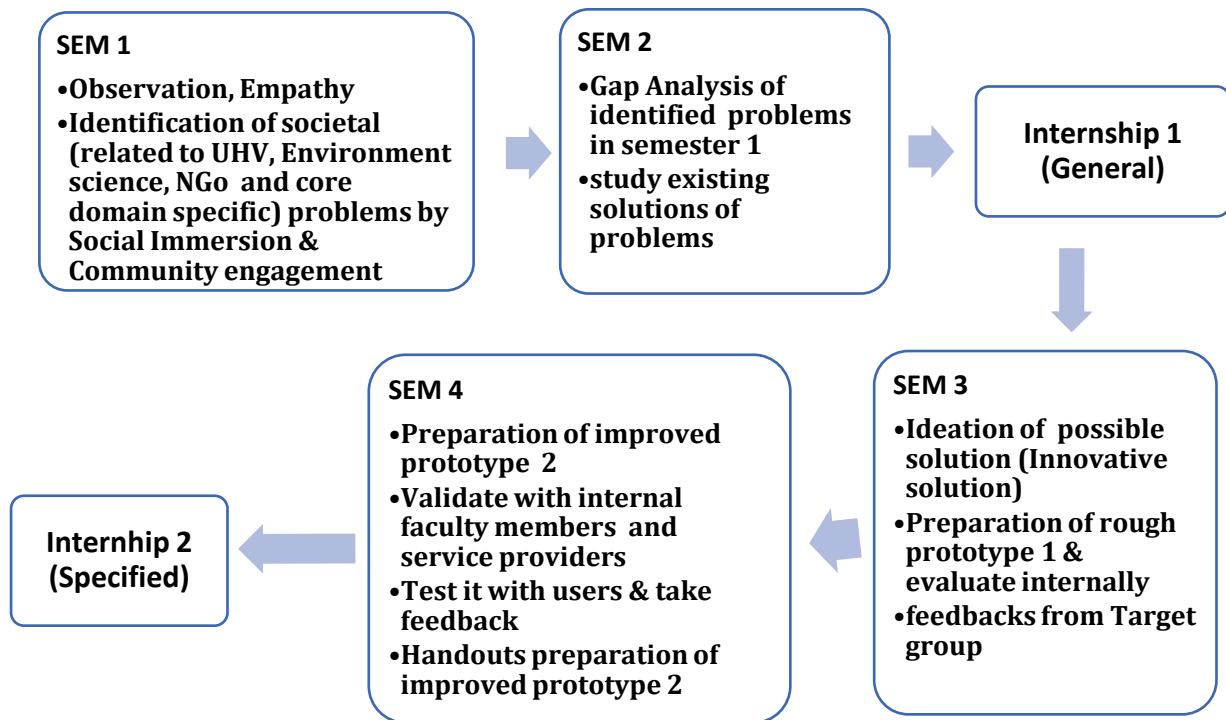 SEM 1
•Observation, Empathy
•Identification of societal
(related to UHV, Environment
science, NGo and core
domain specific) problems by
Social Immersion &
Community engagement
SEM 2
•Gap Analysis of
identified problems
in semester 1
•study existing
solutions of
problems
Internship 1
(General)
SEM 3
•Ideation of possible
solution (Innovative
solution)
•Preparation of rough
prototype 1 &
evaluate internally
•feedbacks from Target
group
SEM 4
•Preparation of improved
prototype 2
•Validate with internal
faculty members and
service providers
•Test it with users & take
feedback
•Handouts preparation of
improved prototype 2
Internhip 2
(Specified)